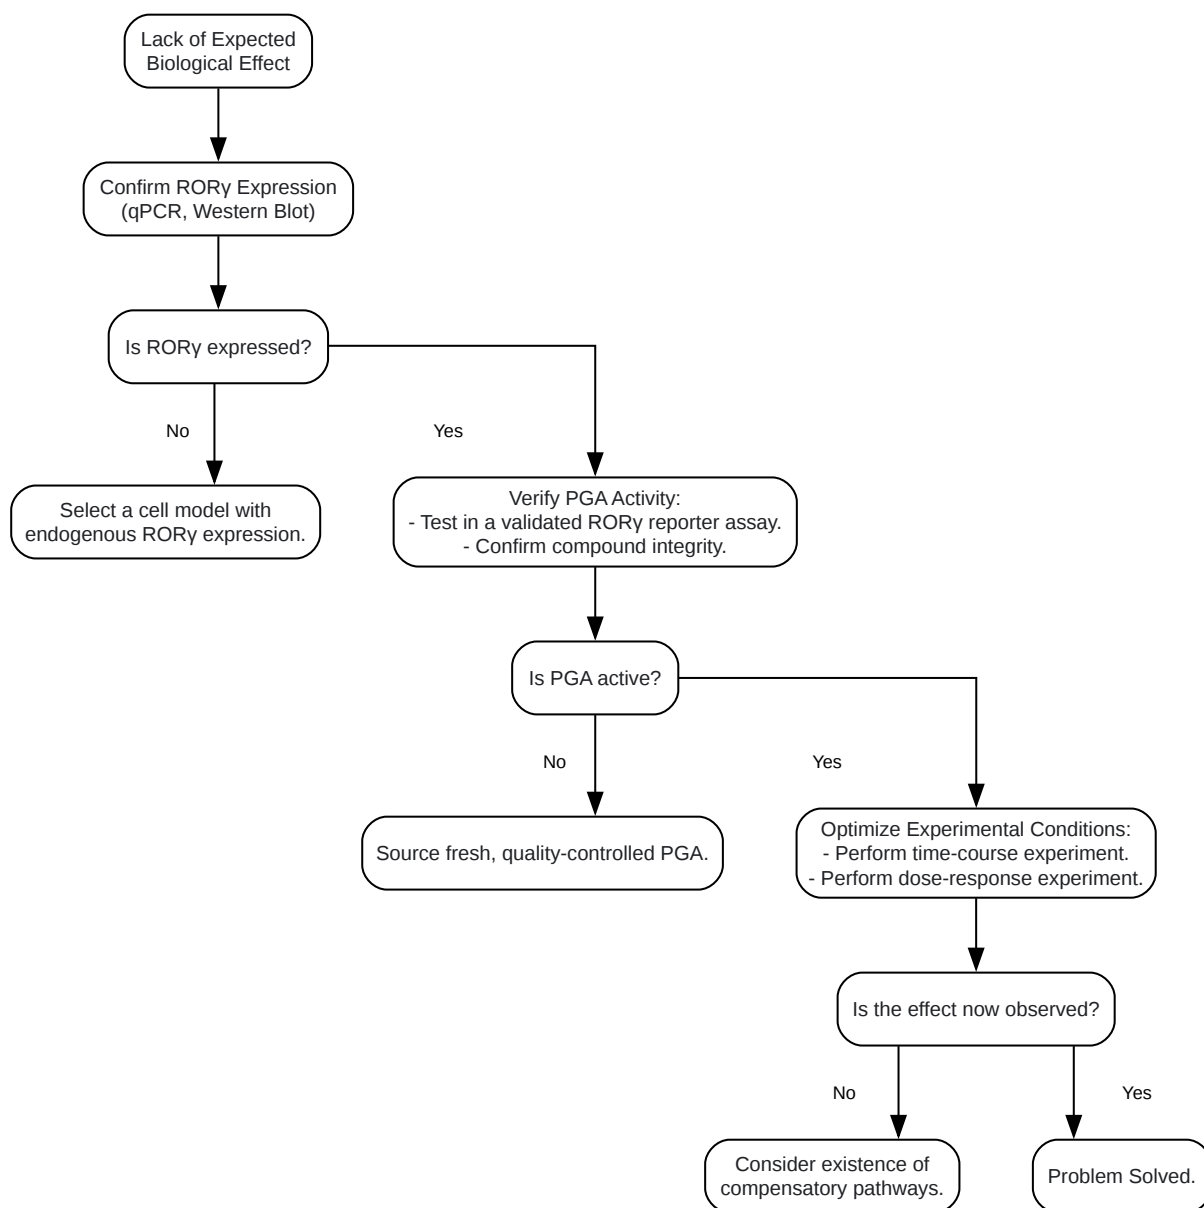 Lack of Expected
Biological Effect
Confirm RORγ Expression
(qPCR, Western Blot)
Is RORγ expressed?
No
Yes
Select a cell model with
endogenous RORγ expression.
Verify PGA Activity:
- Test in a validated RORγ reporter assay.
- Confirm compound integrity.
Is PGA active?
No
Yes
Source fresh, quality-controlled PGA.
Optimize Experimental Conditions:
- Perform time-course experiment.
- Perform dose-response experiment.
Is the effect now observed?
No
Yes
Consider existence of
compensatory pathways.
Problem Solved.